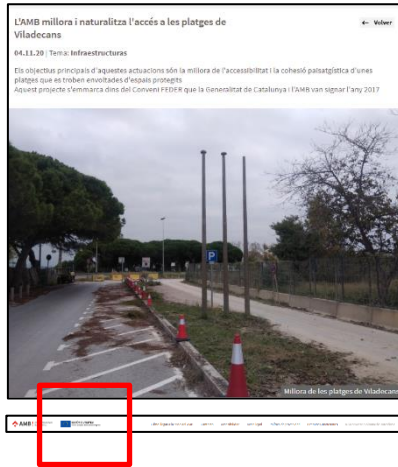 L'AMB millora i naturalitza l'accés a les platges de
Viladecans
← Volver
04.11.20 | Tema: Infraestructuras
Els objectius principals d'aquestes actuacions són la millora de l'accessibilitat i la cohesió paisatgística d'unes
platges que es troben envoltades d'espais protegits
Aquest projecte s'emmarca dins del Conveni FEDER que la Generalitat de Catalunya i l'AMB van signar l'any 2017
P
Millora de les platges de Viladecans
AMB